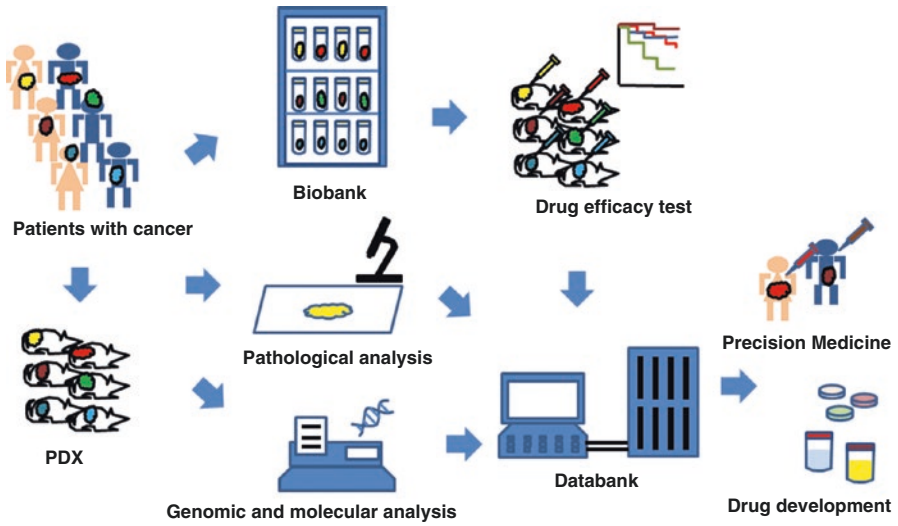 Biobank
Drug efficacy test
Patients with cancer
Precision Medicine
Pathological analysis
PDX
Databank
Drug development
Genomic and molecular analysis